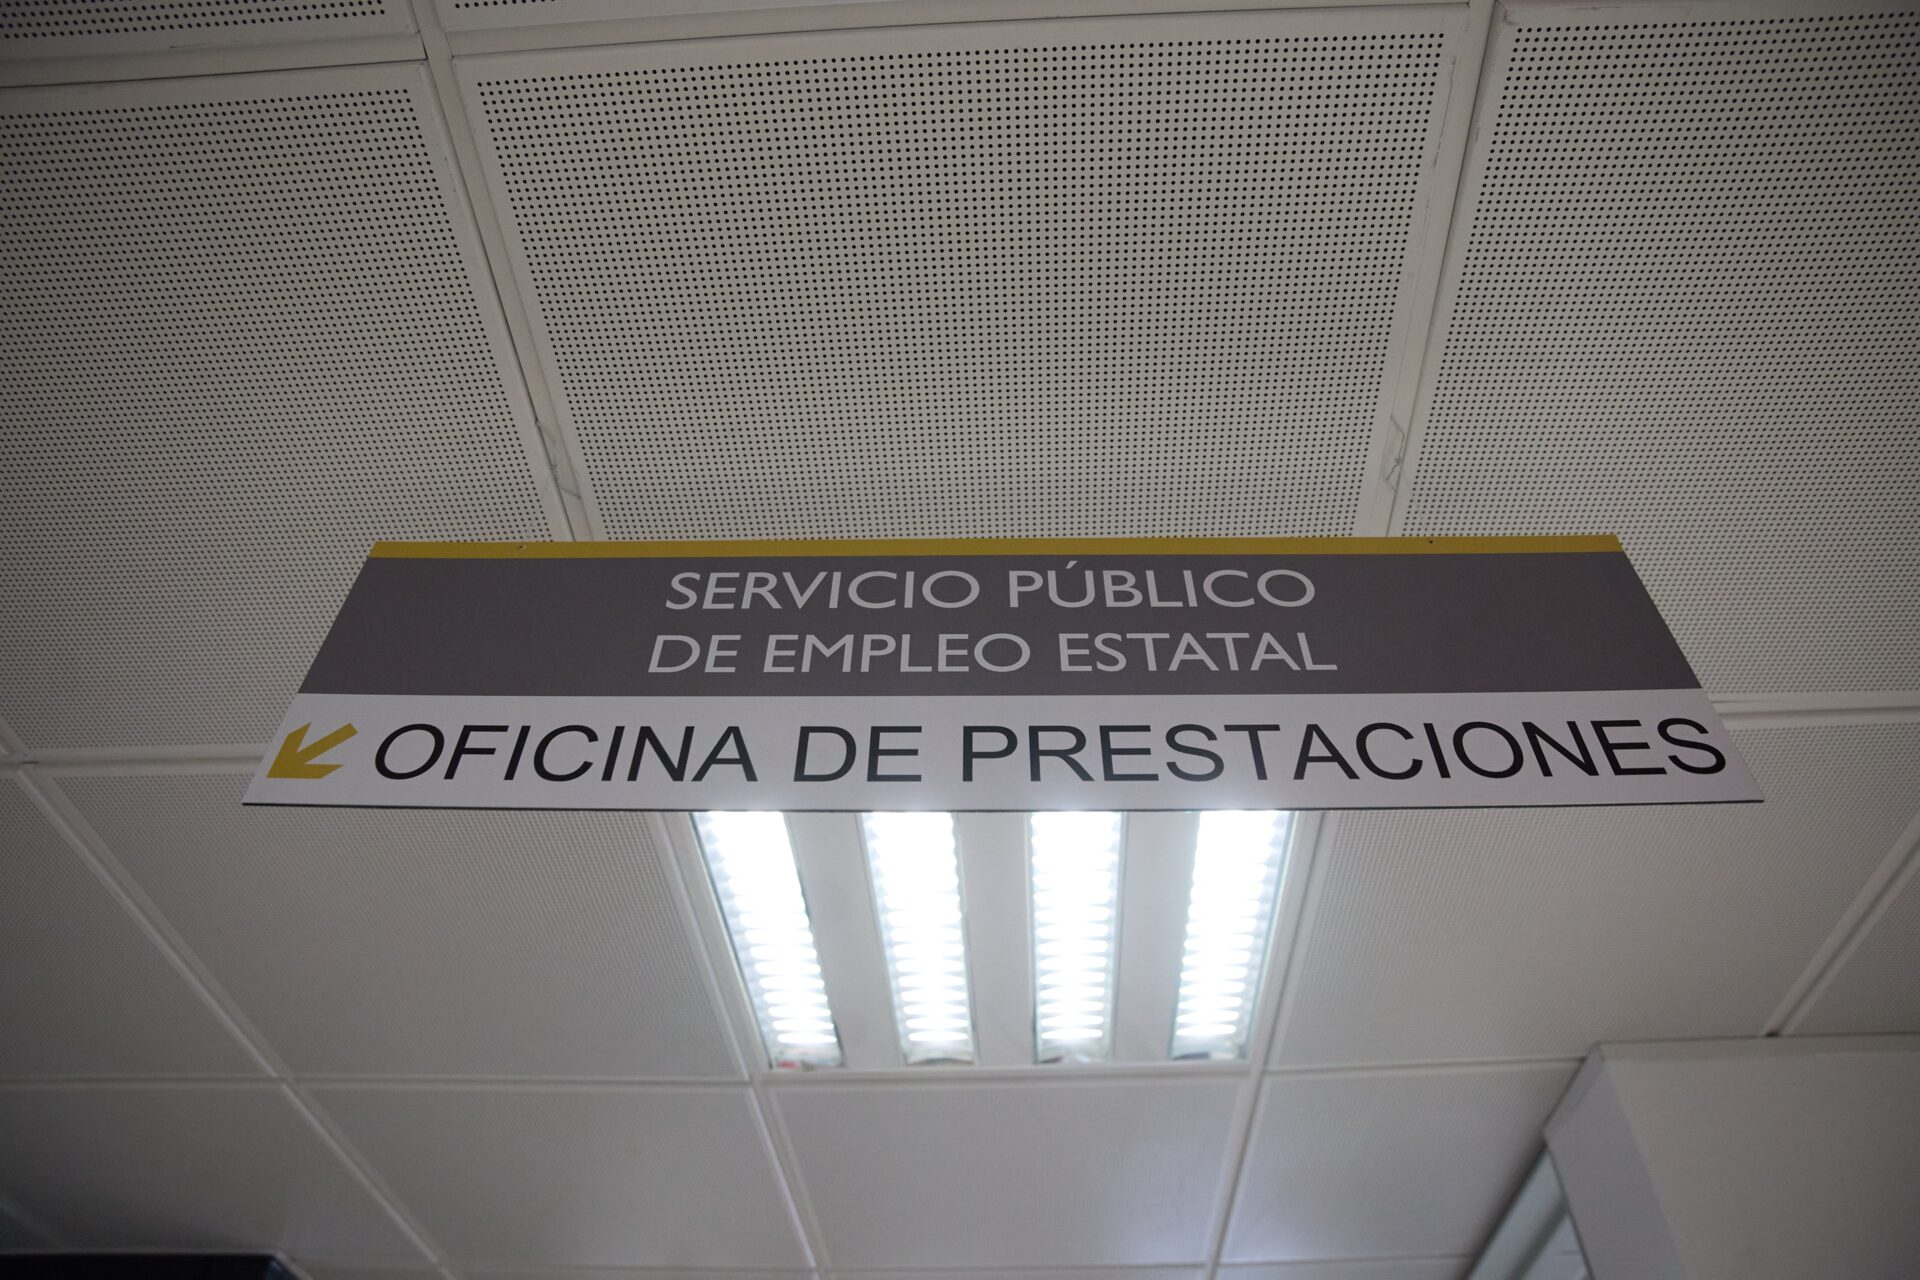 SERVICIO PÚBLICO
DE EMPLEO ESTATAL
OFICINA DE PRESTACIONES